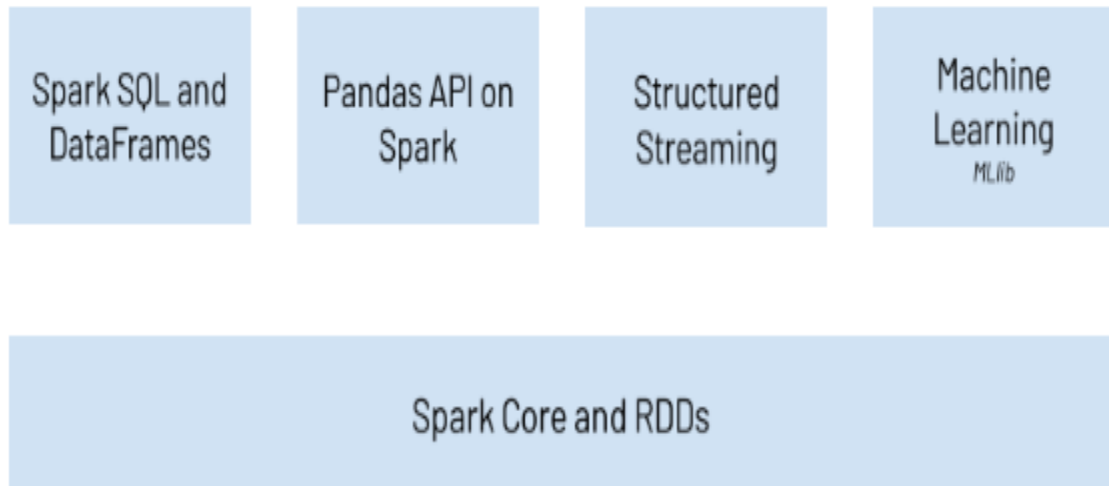 Spark SQL and
DataFrames
Pandas API on
Spark
Structured
Streaming
Machine
Learning
MLlib
Spark Core and RDDs